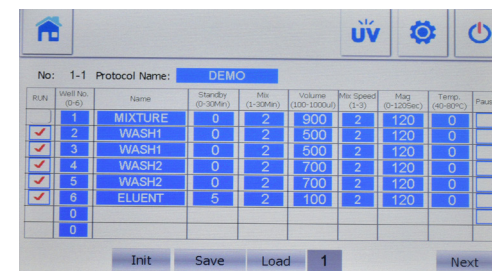 UV
No: 1-1 Protocol Name: DEMO
RUN Well No. (0-6) Name Standby (0-30Min) Mix (1-30Min) Volume (100-1000ul) Mix Speed (1-3) Mag (0-120Sec) Temp. (40-80°C)
1 MIXTURE 0 2 900 2 120 0
2 WASH1 0 2 500 2 120 0
3 WASH1 0 2 500 2 120 0
4 WASH2 0 2 700 2 120 0
5 WASH2 0 2 700 2 120 0
6 ELUENT 5 2 100 2 120 0
0
0
Init Save Load 1 Next